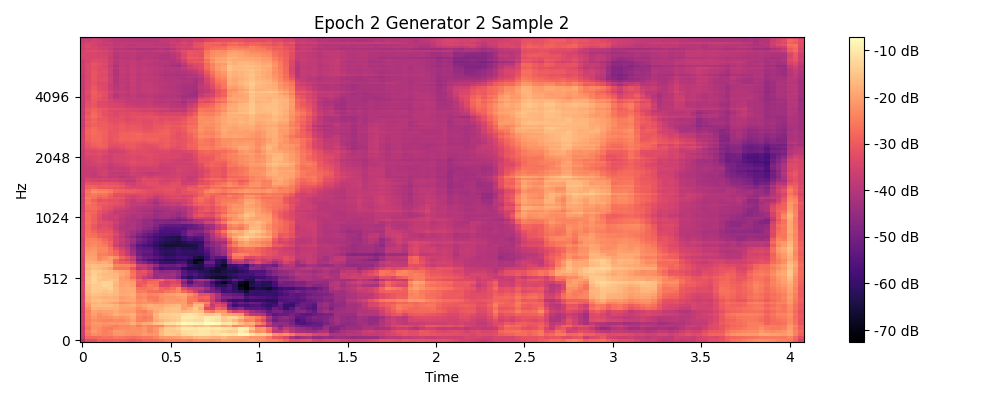 Epoch 2 Generator 2 Sample 2
Hz
4096
2048
1024
512
0
0 0.5 1 1.5 2 2.5 3 3.5 4
Time
-10 dB
-20 dB
-30 dB
-40 dB
-50 dB
-60 dB
-70 dB